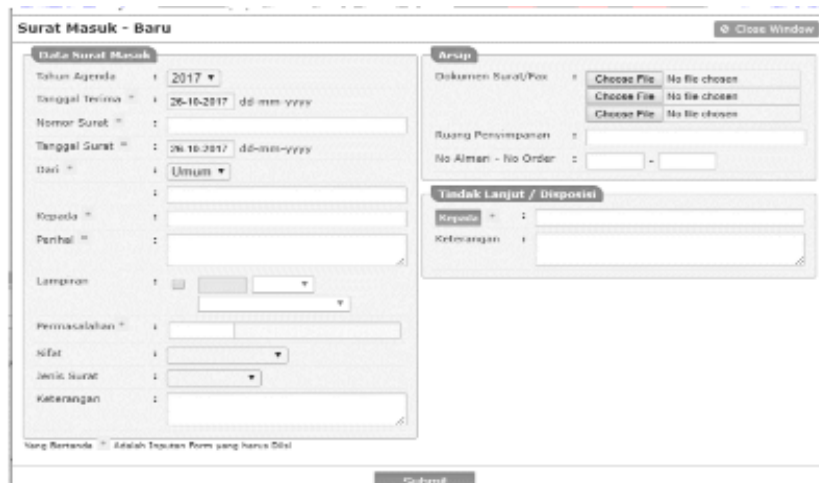 Surat Masuk - Baru
Close Window
Data Surat Masuk
Tahun Agenda : 2017
Tanggal Terima * : 26-10-2017 dd-mm-yyyy
Nomor Surat * :
Tanggal Surat * : 26-10-2017 dd-mm-yyyy
Dari * : Umum
:
Kepada * :
Perihal * :
Lampiran :
Permasalahan * :
Sifat :
Jenis Surat :
Keterangan :
Yang Bertanda * Adalah Inputan Form yang harus Diisi
Arsip
Dokumen Surat/Fax : Choose File No file chosen
Choose File No file chosen
Choose File No file chosen
Ruang Penyimpanan :
No Almari - No Order : -
Tindak Lanjut / Disposisi
Kepada * :
Keterangan :
Submit